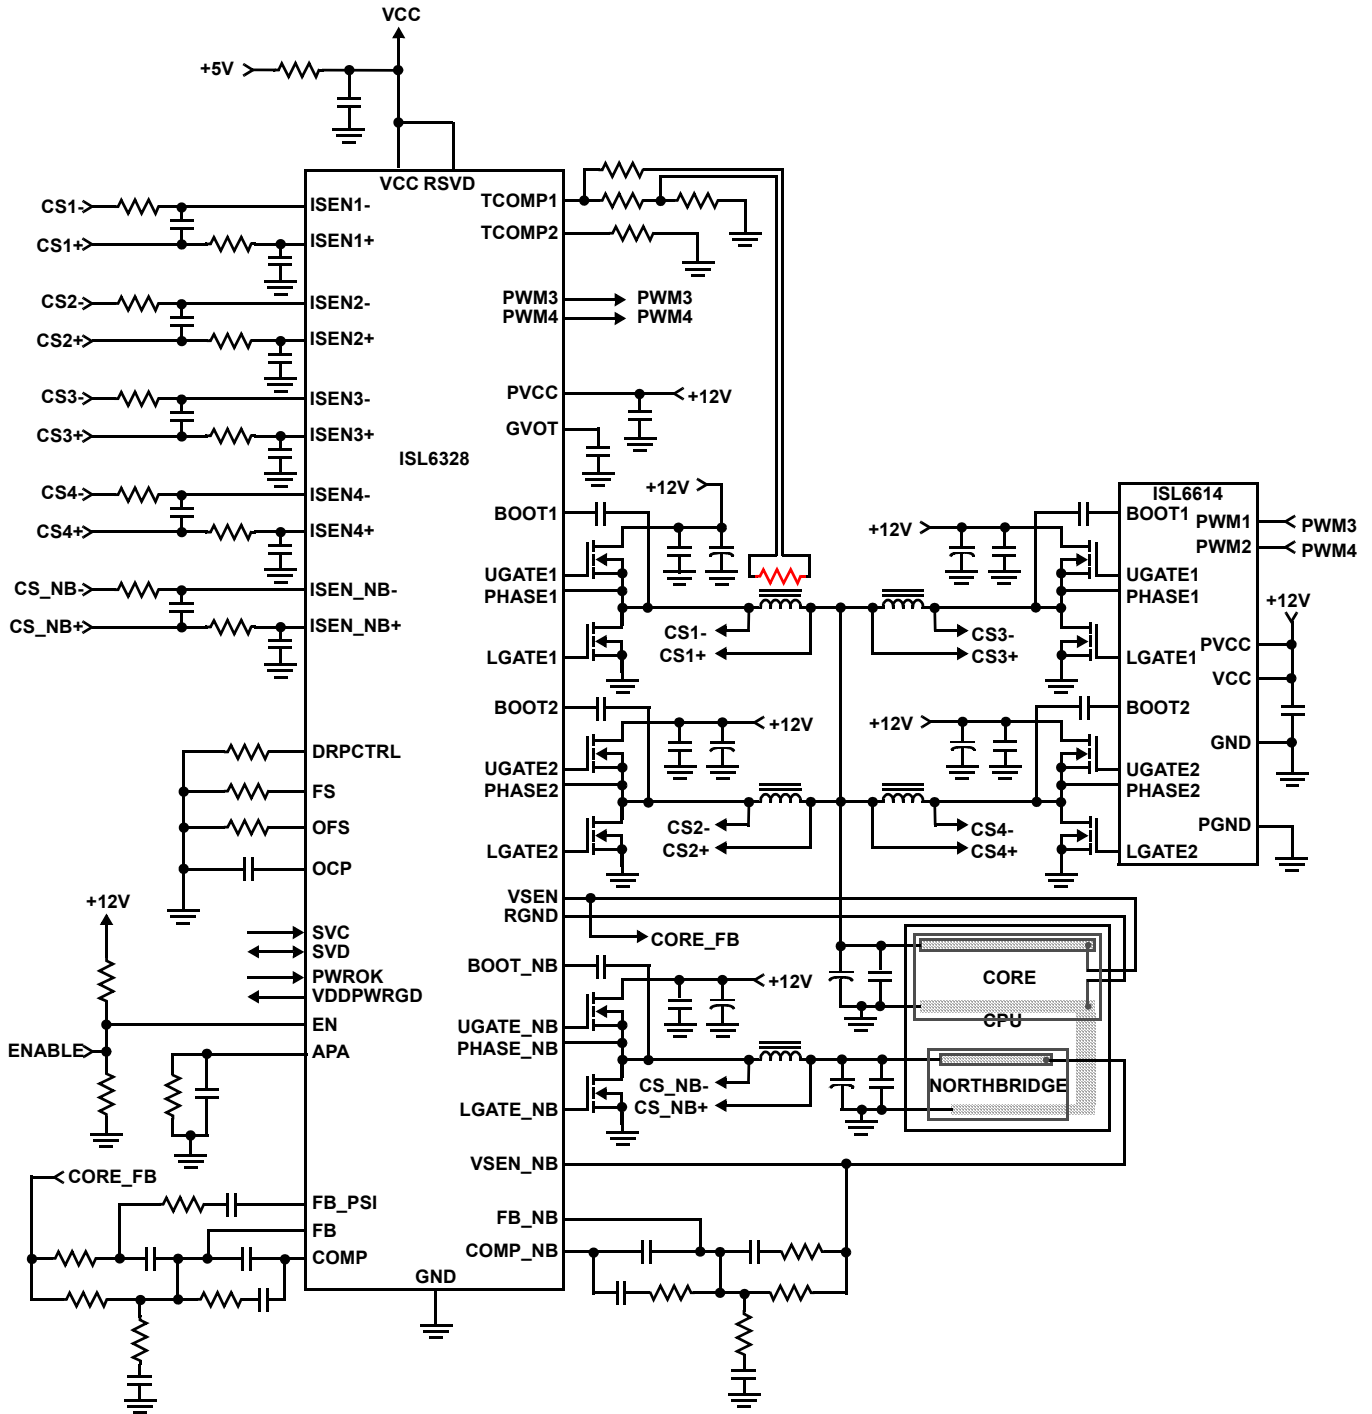 VCC
+5V
VCC RSVD
CS1-
ISEN1-
CS1+
ISEN1+
CS2-
ISEN2-
CS2+
ISEN2+
CS3-
ISEN3-
CS3+
ISEN3+
CS4-
ISEN4-
CS4+
ISEN4+
CS_NB-
ISEN_NB-
CS_NB+
ISEN_NB+
DRPCTRL
FS
OFS
OCP
+12V
SVC
SVD
PWROK
VDDPWRGD
EN
ENABLE
APA
CORE_FB
FB_PSI
FB
COMP
GND
ISL6328
TCOMP1
TCOMP2
PWM3
PWM3
PWM4
PWM4
PVCC
+12V
GVOT
+12V
BOOT1
UGATE1
PHASE1
CS1-
CS1+
LGATE1
BOOT2
+12V
UGATE2
PHASE2
CS2-
CS2+
LGATE2
VSEN
RGND
CORE_FB
BOOT_NB
+12V
UGATE_NB
PHASE_NB
CS_NB-
CS_NB+
LGATE_NB
VSEN_NB
FB_NB
COMP_NB
ISL6614
+12V
BOOT1
PWM1
PWM3
PWM2
PWM4
UGATE1
PHASE1
+12V
CS3-
CS3+
LGATE1
PVCC
VCC
+12V
BOOT2
GND
UGATE2
PHASE2
CS4-
CS4+
PGND
LGATE2
CORE
CPU
NORTHBRIDGE